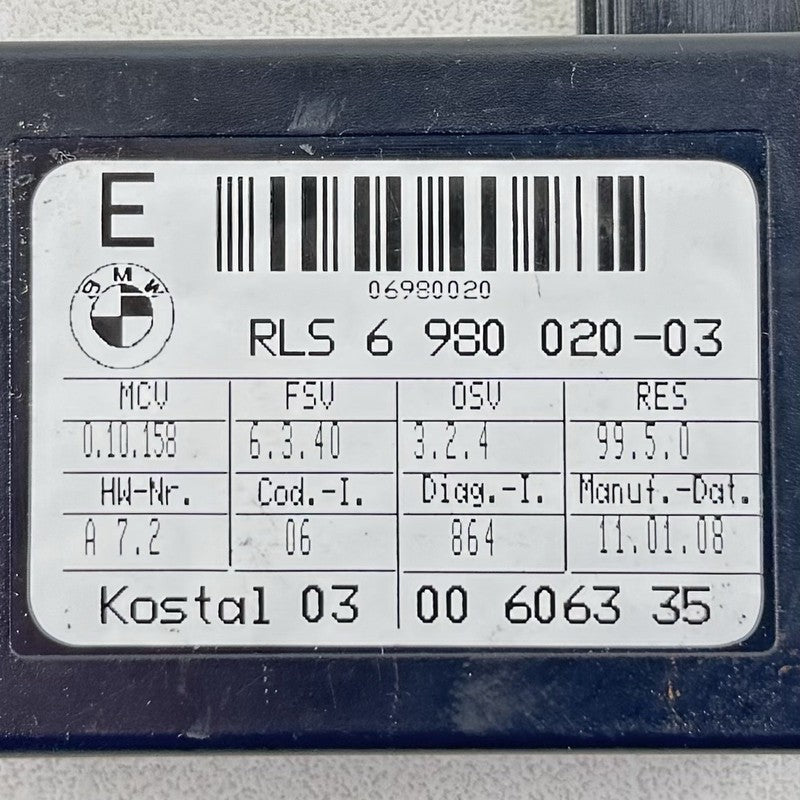 E
06980020
BMW
RLS 6 980 020-03
MCV FSV OSV RES
0.10.158 6.3.40 3.2.4 99.5.0
HW-Nr. Cod.-I. Diag.-I. Manuf.-Dat.
A 7.2 06 864 11.01.08
Kostal 03 00 6063 35